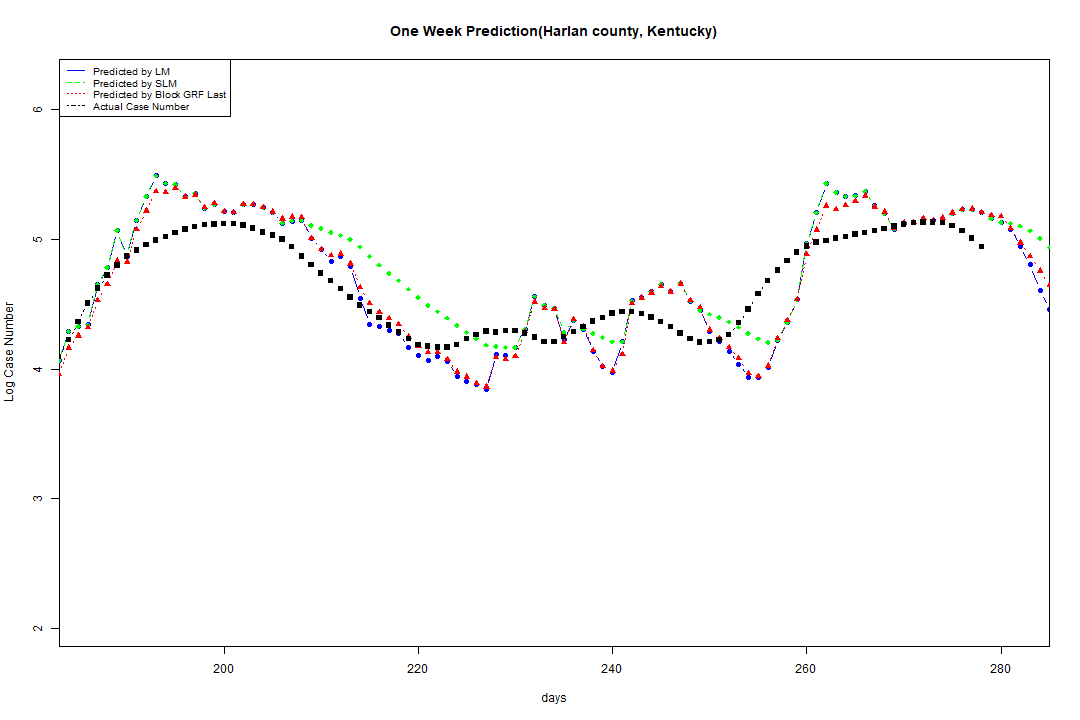 One Week Prediction(Harlan county, Kentucky)
Predicted by LM
Predicted by SLM
Predicted by Block GRF Last
Actual Case Number
6
5
4
3
2
Log Case Number
200 220 240 260 280
days